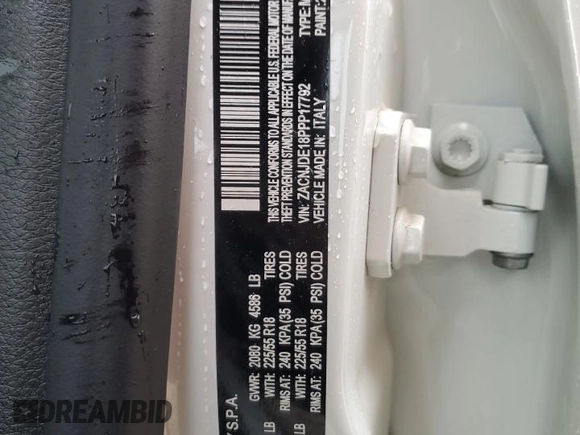 Y S.P.A.
GVWR: 2080 KG 4586 LB
LB WITH: 225/55 R18 TIRES
RIMS AT: 240 KPA(35 PSI) COLD
LB WITH: 225/55 R18 TIRES
RIMS AT: 240 KPA(35 PSI) COLD
THIS VEHICLE CONFORMS TO ALL APPLICABLE U.S. FEDERAL MOTOR
THEFT PREVENTION STANDARDS IN EFFECT ON THE DATE OF MANUF
VIN: ZACNJDE18PPP17792 TYPE: M
VEHICLE MADE IN: ITALY PAINT:
DREAMBID